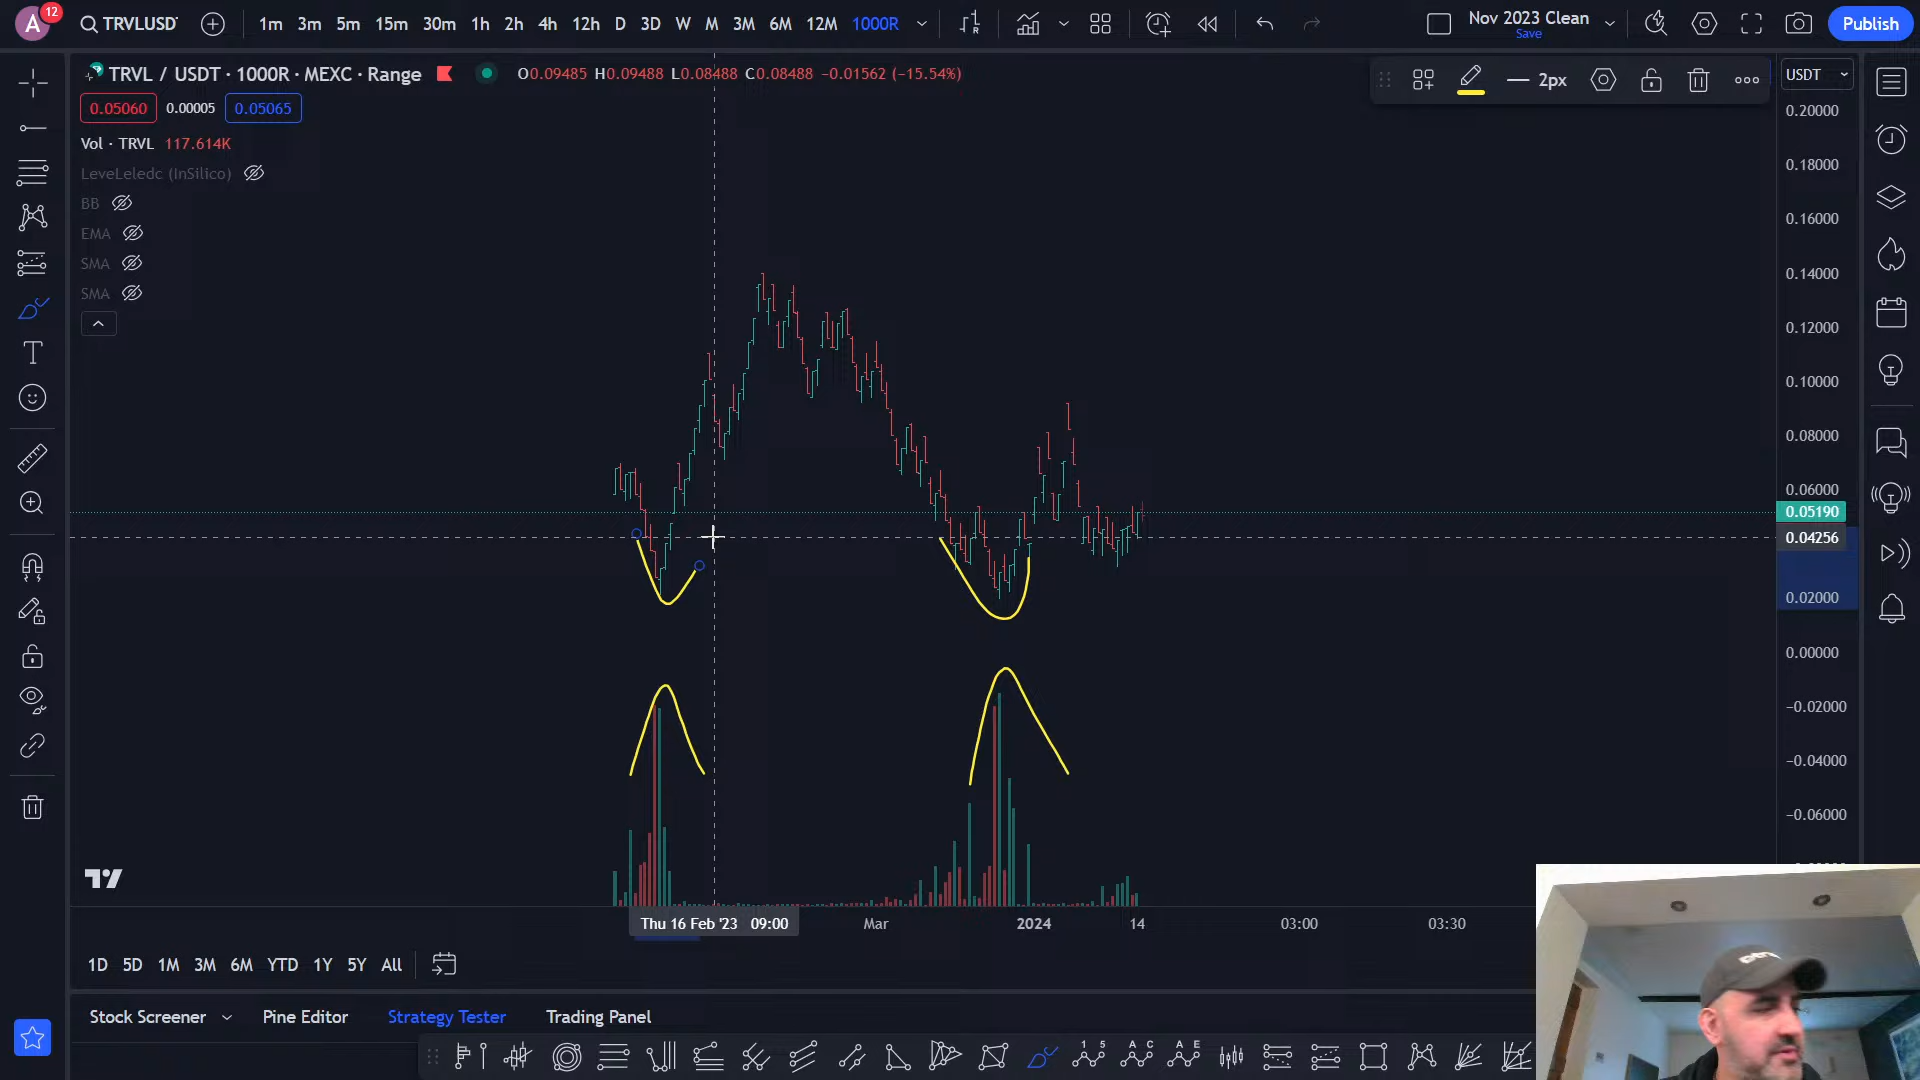 A 12 TRVLUSDT 1m 3m 5m 15m 30m 1h 2h 4h 12h D 3D W M 3M 6M 12M 1000R Nov 2023 Clean Save Publish
TRVL / USDT · 1000R · MEXC · Range O0.09485 H0.09488 L0.08488 C0.08488 −0.01562 (−15.54%)
0.05060 0.00005 0.05065
Vol · TRVL 117.614K
LeveLeledc (InSilico)
BB
EMA
SMA
SMA
2px
USDT
0.20000
0.18000
0.16000
0.14000
0.12000
0.10000
0.08000
0.06000
0.05190
0.04256
0.02000
0.00000
−0.02000
−0.04000
−0.06000
Thu 16 Feb '23 09:00 Mar 2024 14 03:00 03:30
1D 5D 1M 3M 6M YTD 1Y 5Y All
Stock Screener Pine Editor Strategy Tester Trading Panel